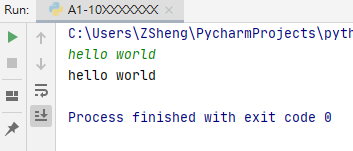 Run: A1-10XXXXXXX
C:\Users\ZSheng\PycharmProjects\pyth
hello world
hello world
Process finished with exit code 0